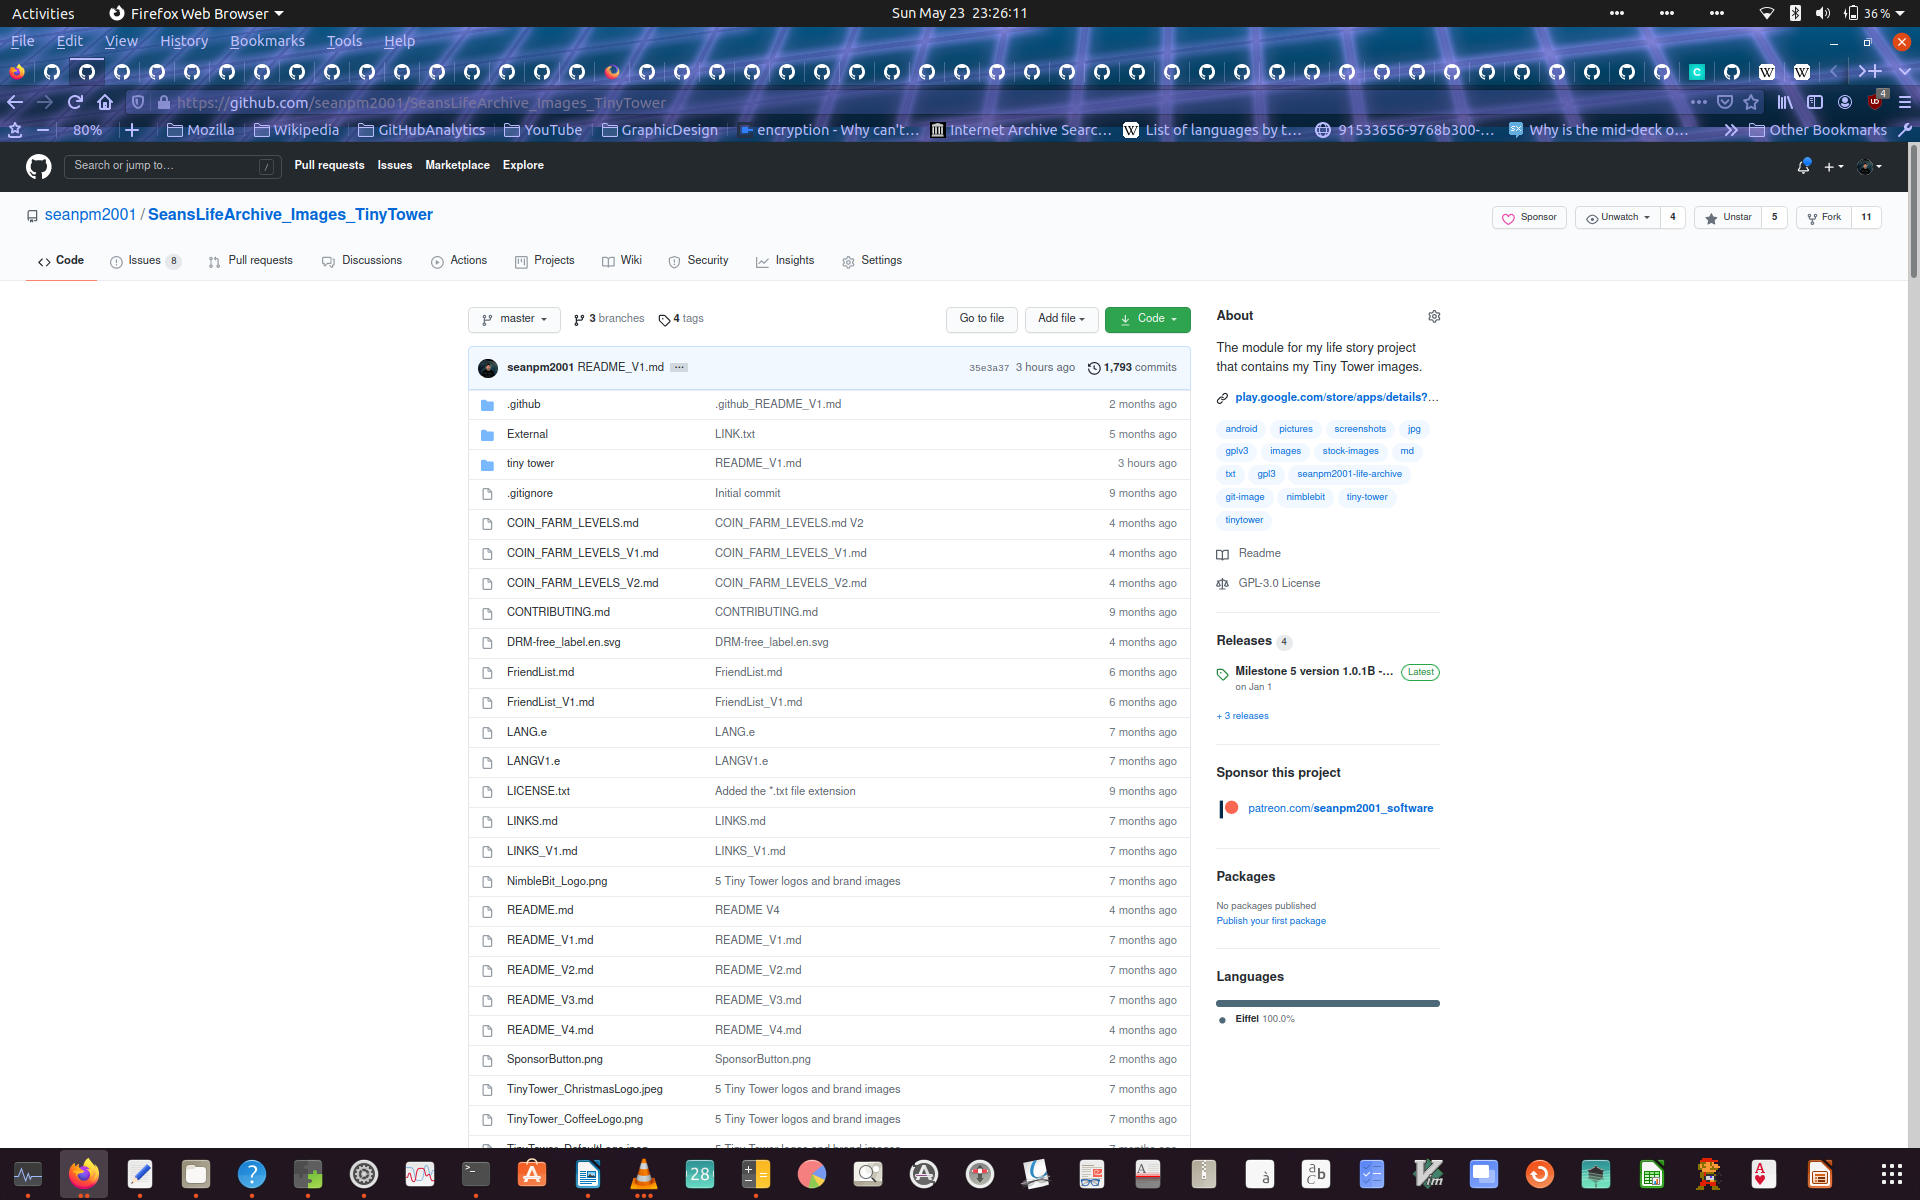 Activities Firefox Web Browser Sun May 23 23:26:11 36 %
File Edit View History Bookmarks Tools Help
https://github.com/seanpm2001/SeansLifeArchive_Images_TinyTower 4
80% Mozilla Wikipedia GitHubAnalytics YouTube GraphicDesign encryption - Why can't… Internet Archive Searc… List of languages by t… 91533656-9768b300-… Why is the mid-deck o… Other Bookmarks
Search or jump to… / Pull requests Issues Marketplace Explore
seanpm2001 / SeansLifeArchive_Images_TinyTower Sponsor Unwatch 4 Unstar 5 Fork 11
Code Issues 8 Pull requests Discussions Actions Projects Wiki Security Insights Settings
master 3 branches 4 tags Go to file Add file Code
seanpm2001 README_V1.md ... 35e3a37 3 hours ago 1,793 commits
.github .github_README_V1.md 2 months ago
External LINK.txt 5 months ago
tiny tower README_V1.md 3 hours ago
.gitignore Initial commit 9 months ago
COIN_FARM_LEVELS.md COIN_FARM_LEVELS.md V2 4 months ago
COIN_FARM_LEVELS_V1.md COIN_FARM_LEVELS_V1.md 4 months ago
COIN_FARM_LEVELS_V2.md COIN_FARM_LEVELS_V2.md 4 months ago
CONTRIBUTING.md CONTRIBUTING.md 9 months ago
DRM-free_label.en.svg DRM-free_label.en.svg 4 months ago
FriendList.md FriendList.md 6 months ago
FriendList_V1.md FriendList_V1.md 6 months ago
LANG.e LANG.e 7 months ago
LANGV1.e LANGV1.e 7 months ago
LICENSE.txt Added the *.txt file extension 9 months ago
LINKS.md LINKS.md 7 months ago
LINKS_V1.md LINKS_V1.md 7 months ago
NimbleBit_Logo.png 5 Tiny Tower logos and brand images 7 months ago
README.md README V4 4 months ago
README_V1.md README_V1.md 7 months ago
README_V2.md README_V2.md 7 months ago
README_V3.md README_V3.md 7 months ago
README_V4.md README_V4.md 4 months ago
SponsorButton.png SponsorButton.png 2 months ago
TinyTower_ChristmasLogo.jpeg 5 Tiny Tower logos and brand images 7 months ago
TinyTower_CoffeeLogo.png 5 Tiny Tower logos and brand images 7 months ago
About
The module for my life story project
that contains my Tiny Tower images.
play.google.com/store/apps/details?…
android pictures screenshots jpg
gplv3 images stock-images md
txt gpl3 seanpm2001-life-archive
git-image nimblebit tiny-tower
tinytower
Readme
GPL-3.0 License
Releases 4
Milestone 5 version 1.0.1B -… Latest
on Jan 1
+ 3 releases
Sponsor this project
patreon.com/seanpm2001_software
Packages
No packages published
Publish your first package
Languages
Eiffel 100.0%
28